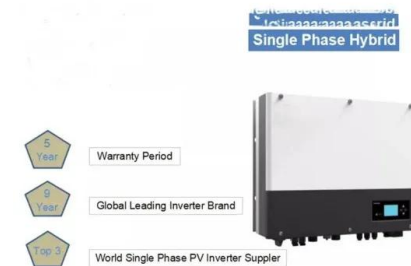 Single Phase Hybrid
5
Year
Warranty Period
9
Year
Global Leading Inverter Brand
Top 3
World Single Phase PV Inverter Suppler